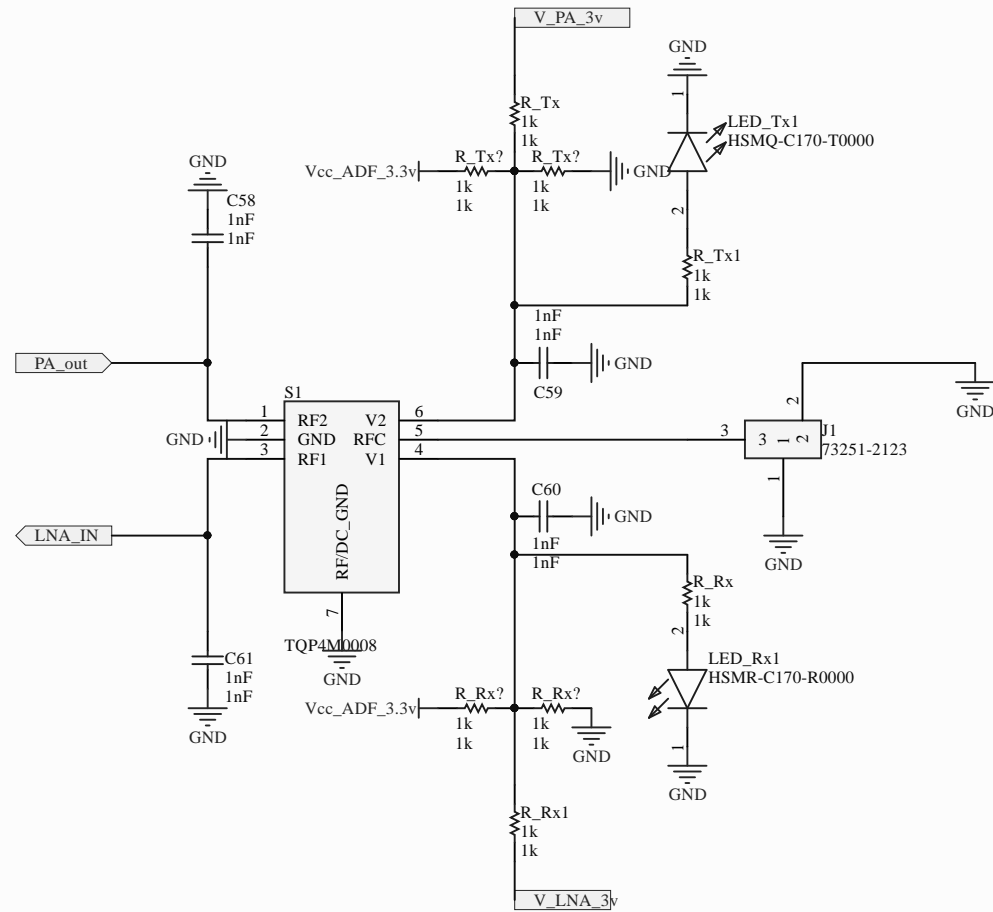 V_PA_3v
GND
1
R_Tx
1k
1k
LED_Tx1
HSMQ-C170-T0000
GND
Vcc_ADF_3.3v
R_Tx?
1k
1k
R_Tx?
1k
1k
GND
C58
1nF
1nF
2
R_Tx1
1k
1k
1nF
1nF
GND
C59
PA_out
S1
1
RF2
V2
6
GND
2
GND
RFC
5
3
RF1
V1
4
RF/DC_GND
7
TQP4M0008
GND
3
3
1
2
2
J1
73251-2123
GND
1
GND
LNA_IN
C60
GND
1nF
1nF
R_Rx
1k
1k
2
LED_Rx1
HSMR-C170-R0000
1
GND
C61
1nF
1nF
GND
Vcc_ADF_3.3v
R_Rx?
1k
1k
R_Rx?
1k
1k
GND
R_Rx1
1k
1k
V_LNA_3v